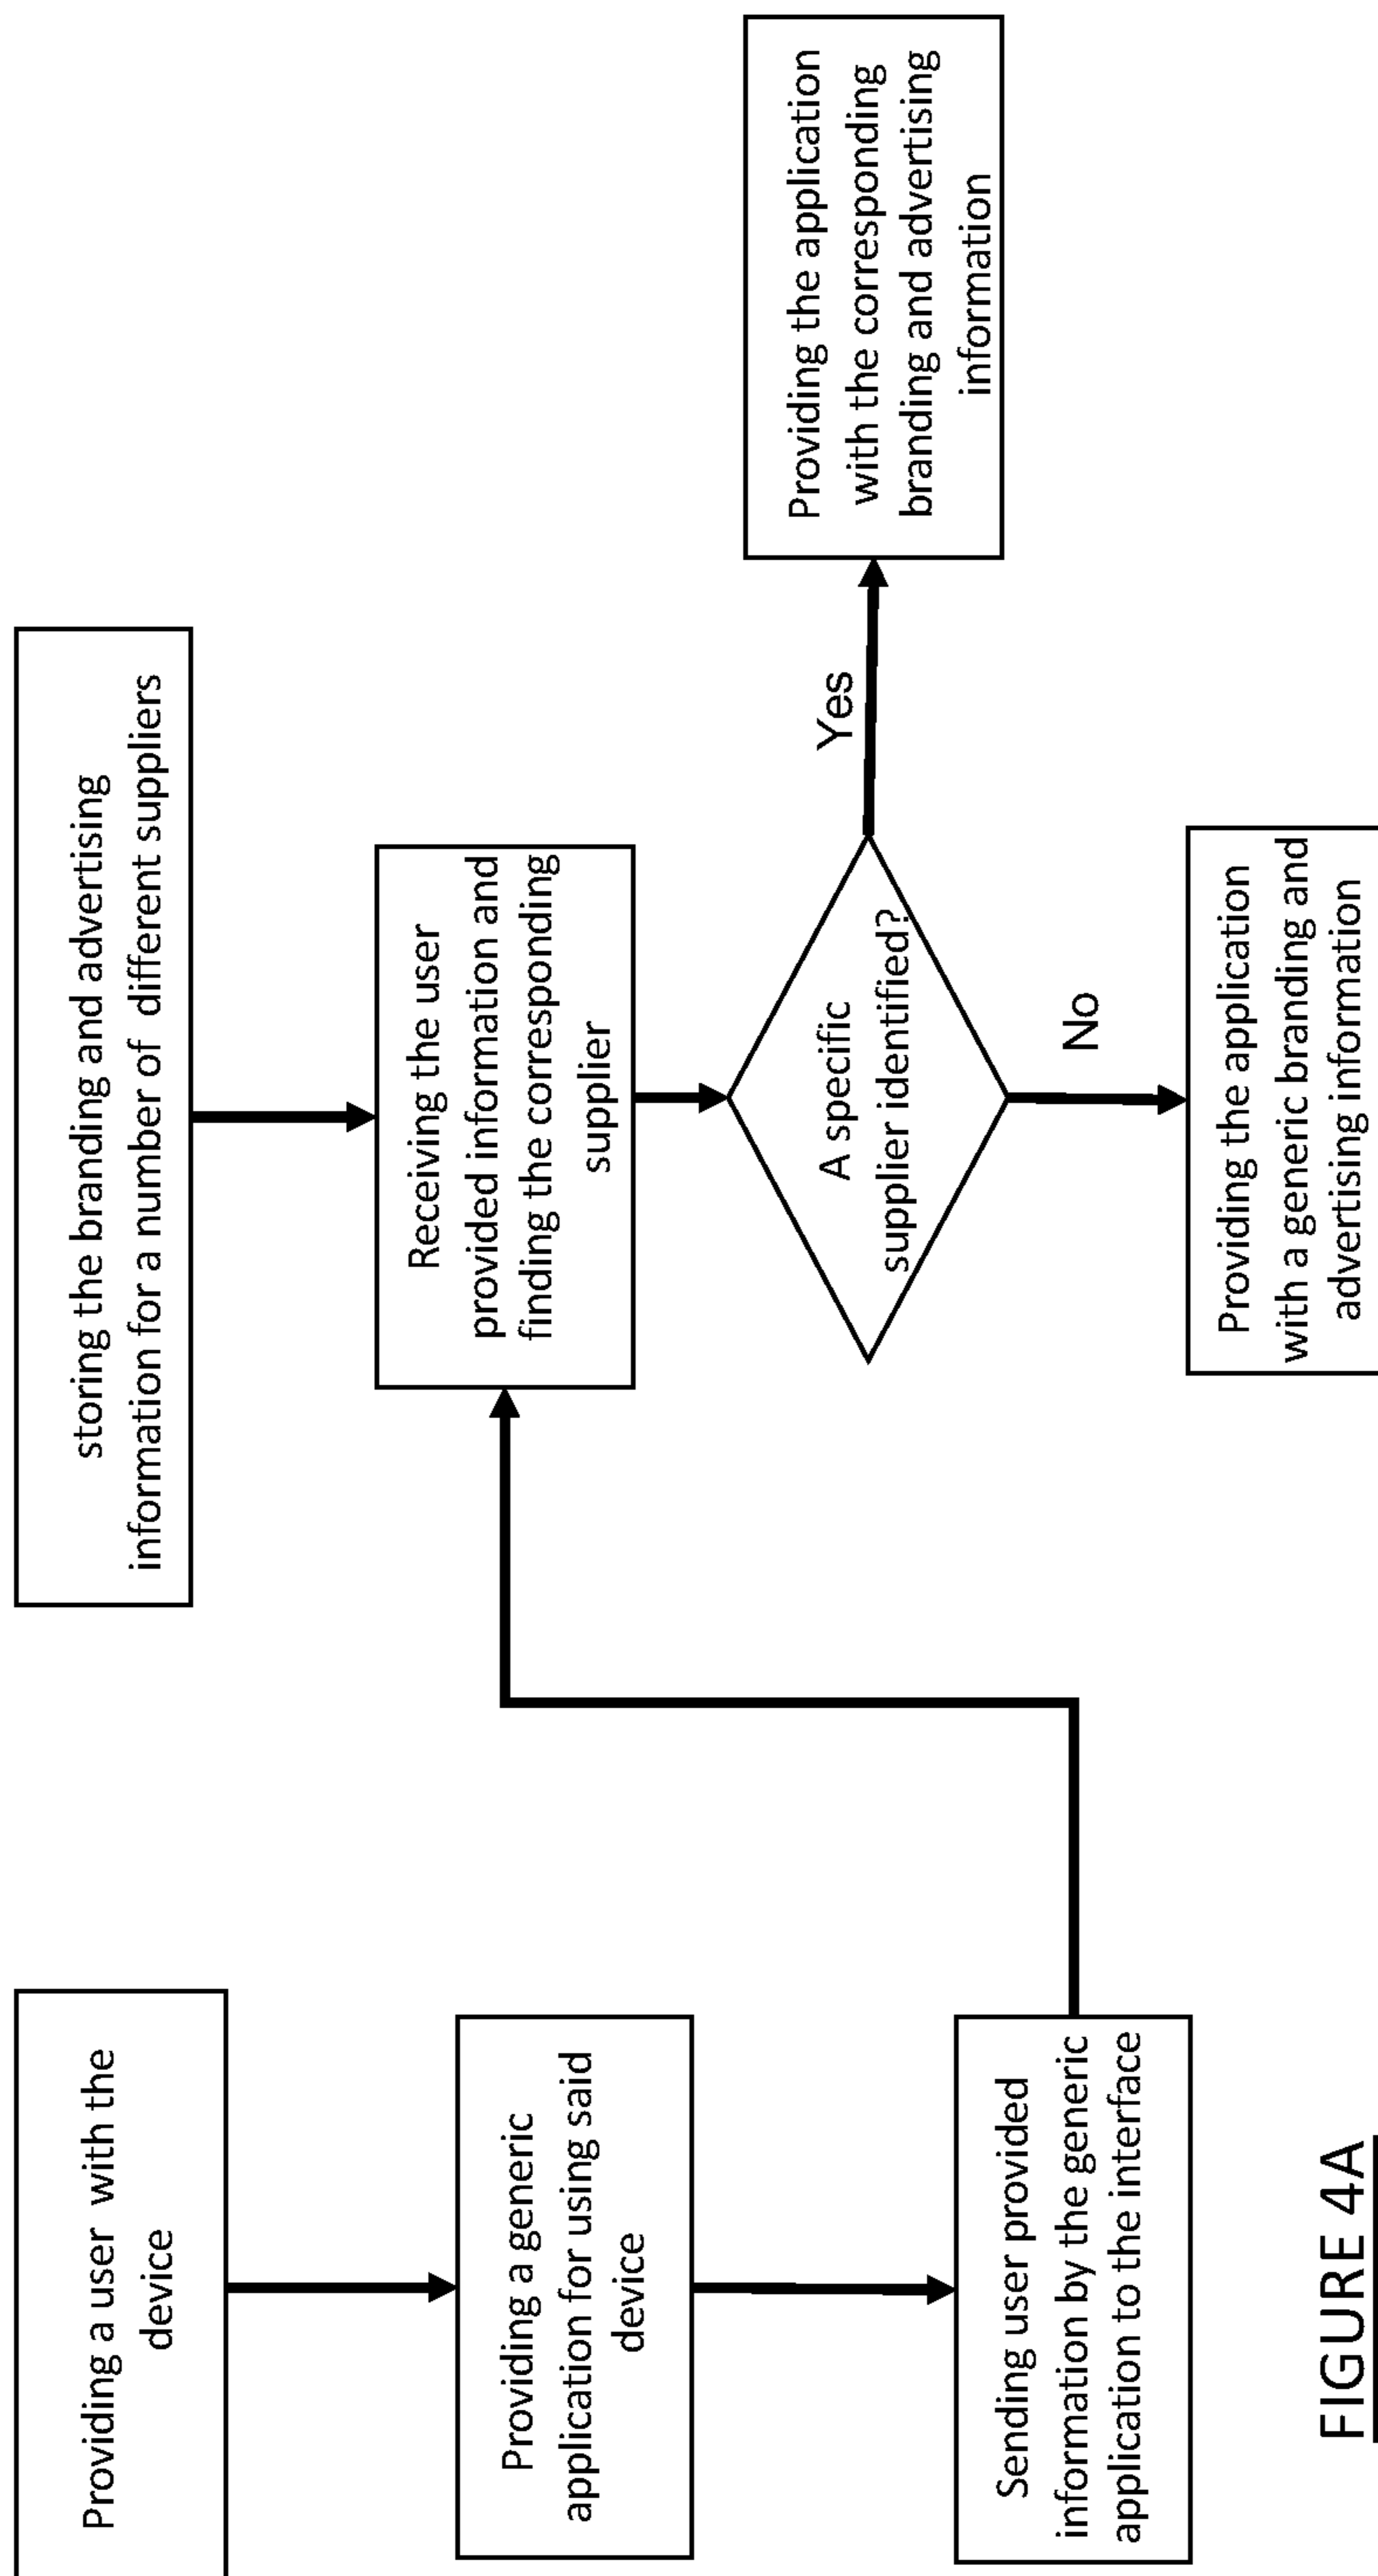 Providing a user with the
device
Providing a generic
application for using said
device
Sending user provided
information by the generic
application to the interface
storing the branding and advertising
information for a number of different suppliers
Receiving the user
provided information and
finding the corresponding
supplier
A specific
supplier identified?
Yes
No
Providing the application
with the corresponding
branding and advertising
information
Providing the application
with a generic branding and
advertising information
FIGURE 4A